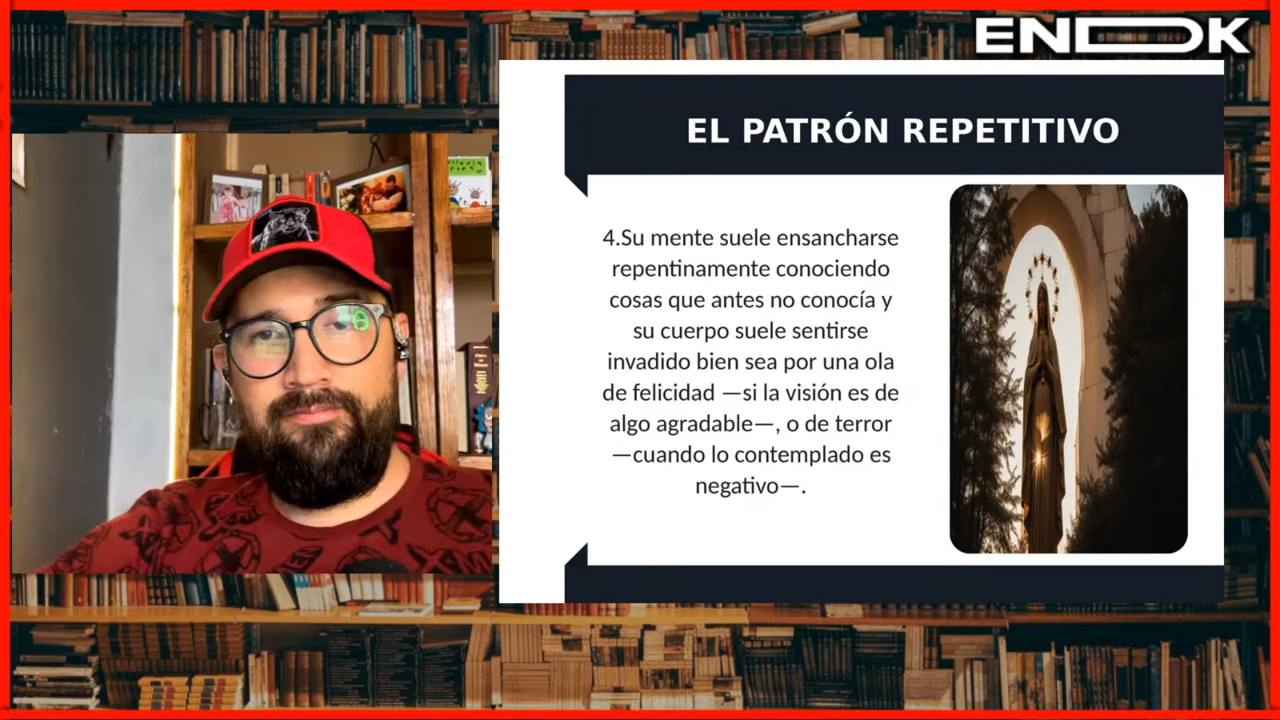 ENDK
EL PATRÓN REPETITIVO
4.Su mente suele ensancharse
repentinamente conociendo
cosas que antes no conocía y
su cuerpo suele sentirse
invadido bien sea por una ola
de felicidad —si la visión es de
algo agradable—, o de terror
—cuando lo contemplado es
negativo—.